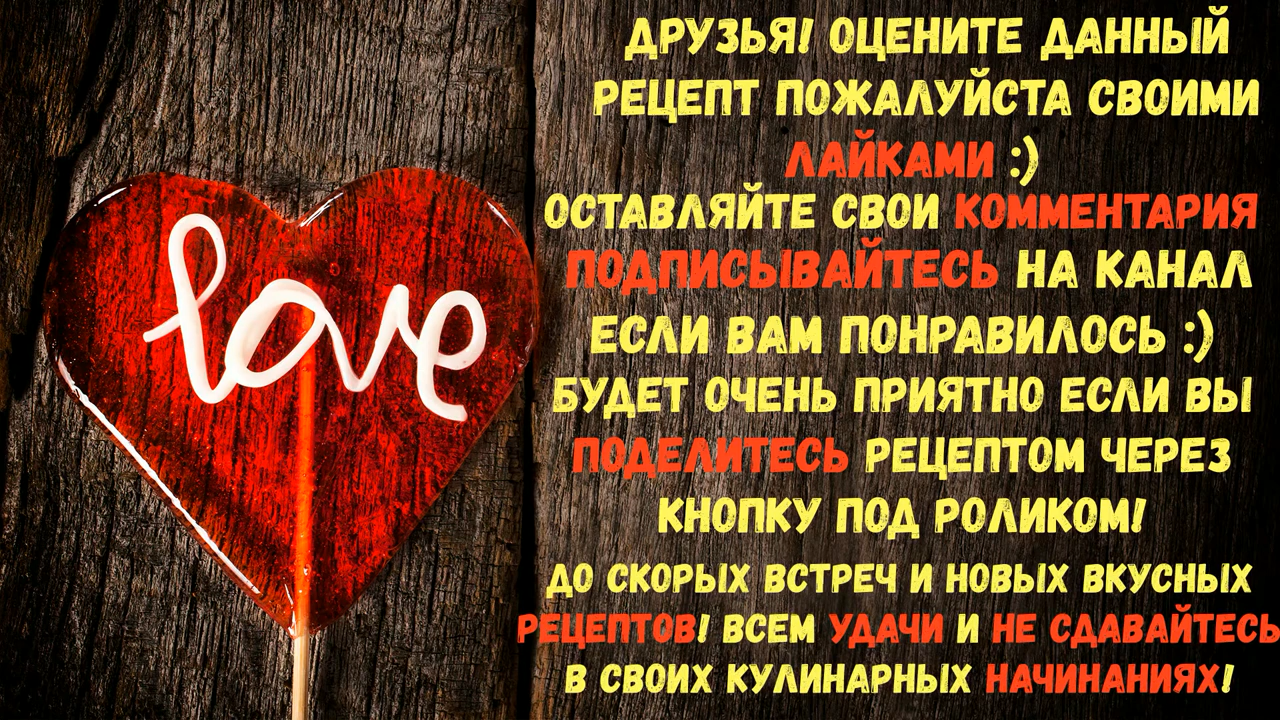 love
ДРУЗЬЯ! ОЦЕНИТЕ ДАННЫЙ
РЕЦЕПТ ПОЖАЛУЙСТА СВОИМИ
ЛАЙКАМИ :)
ОСТАВЛЯЙТЕ СВОИ КОММЕНТАРИЯ
ПОДПИСЫВАЙТЕСЬ НА КАНАЛ
ЕСЛИ ВАМ ПОНРАВИЛОСЬ :)
БУДЕТ ОЧЕНЬ ПРИЯТНО ЕСЛИ ВЫ
ПОДЕЛИТЕСЬ РЕЦЕПТОМ ЧЕРЕЗ
КНОПКУ ПОД РОЛИКОМ!
ДО СКОРЫХ ВСТРЕЧ И НОВЫХ ВКУСНЫХ
РЕЦЕПТОВ! ВСЕМ УДАЧИ И НЕ СДАВАЙТЕСЬ
В СВОИХ КУЛИНАРНЫХ НАЧИНАНИЯХ!